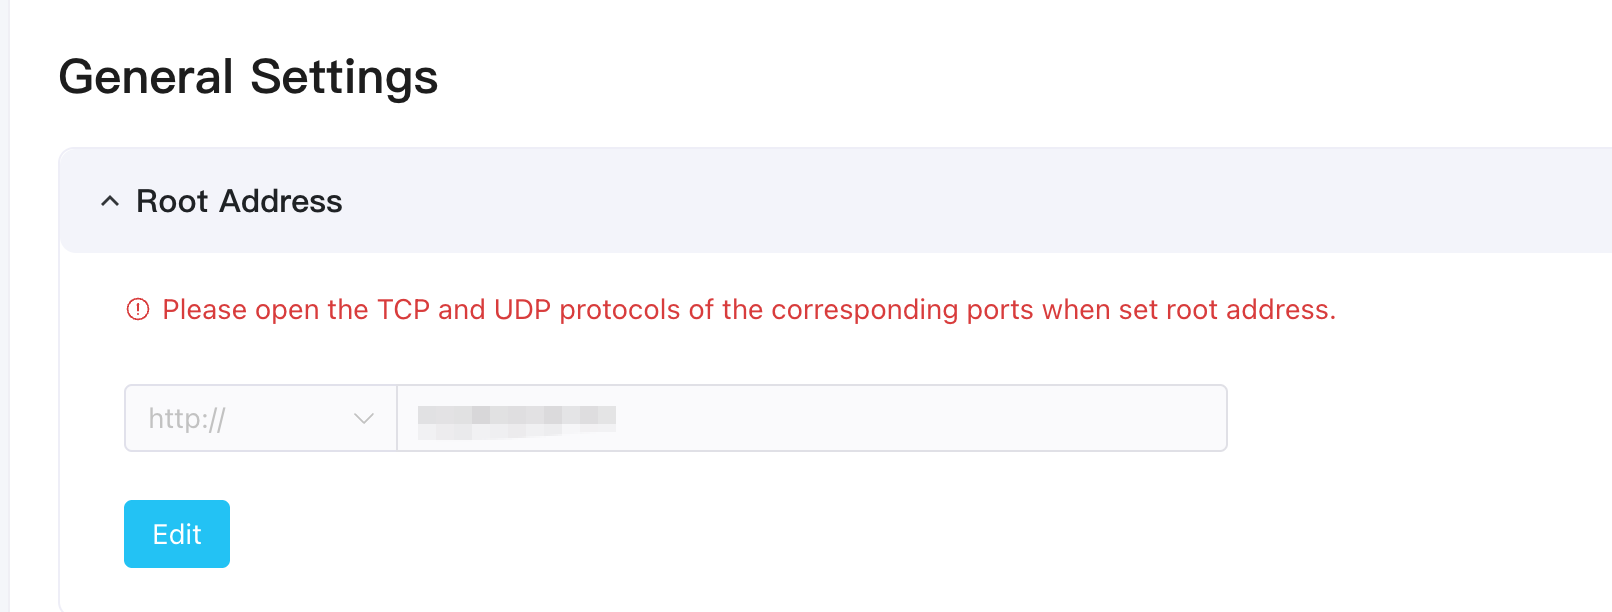 General Settings
Root Address
Please open the TCP and UDP protocols of the corresponding ports when set root address.
http://
Edit